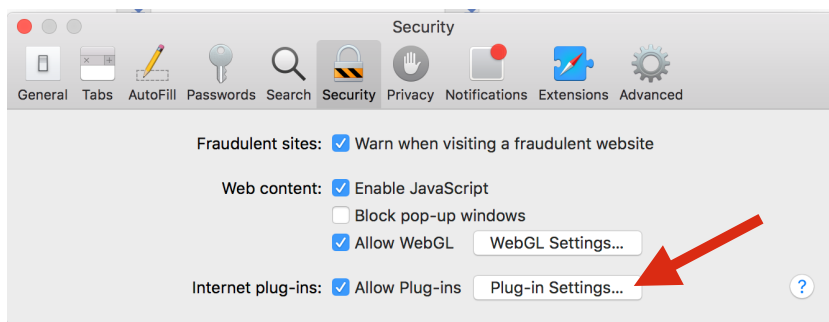 Security
General Tabs AutoFill Passwords Search Security Privacy Notifications Extensions Advanced
Fraudulent sites: Warn when visiting a fraudulent website
Web content: Enable JavaScript
Block pop-up windows
Allow WebGL WebGL Settings...
Internet plug-ins: Allow Plug-ins Plug-in Settings... ?